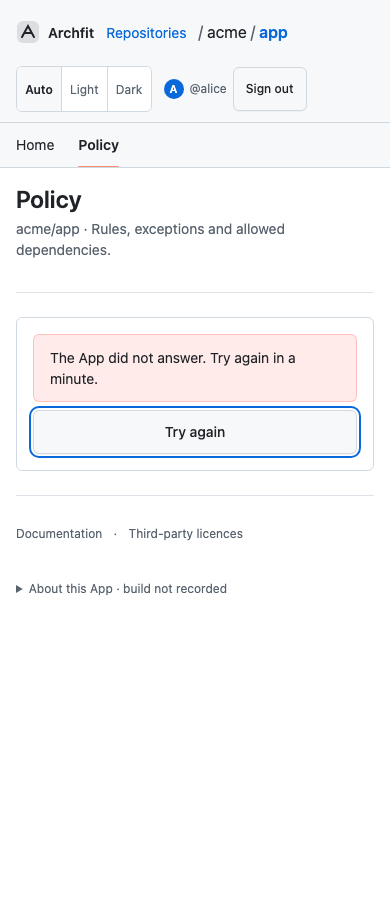 Archfit Repositories / acme / app
Auto Light Dark A @alice Sign out
Home Policy
Policy
acme/app · Rules, exceptions and allowed
dependencies.
The App did not answer. Try again in a
minute.
Try again
Documentation · Third-party licences
About this App · build not recorded